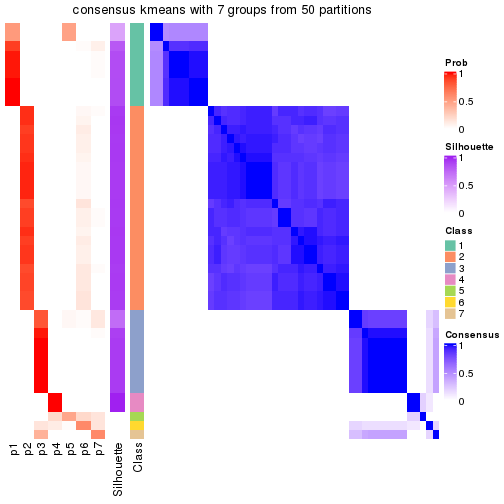 consensus kmeans with 7 groups from 50 partitions
Prob
1
0.5
0
Silhouette
1
0.5
0
Class
1
2
3
4
5
6
7
Consensus
1
0.5
0
p1
p2
p3
p4
p5
p6
p7
Silhouette
Class